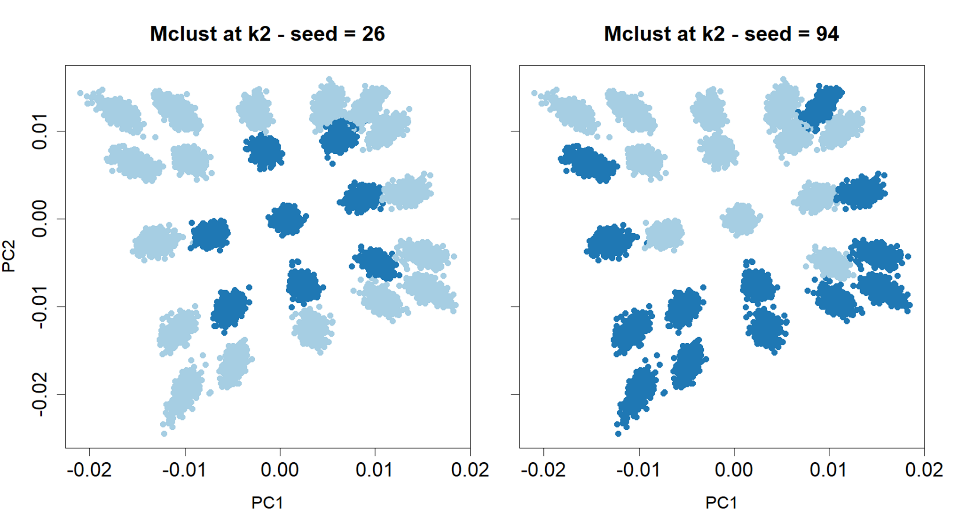 Mclust at k2 - seed = 26
Mclust at k2 - seed = 94
PC2
0.01
0.00
-0.01
-0.02
-0.02 -0.01 0.00 0.01 0.02
-0.02 -0.01 0.00 0.01 0.02
PC1
PC1